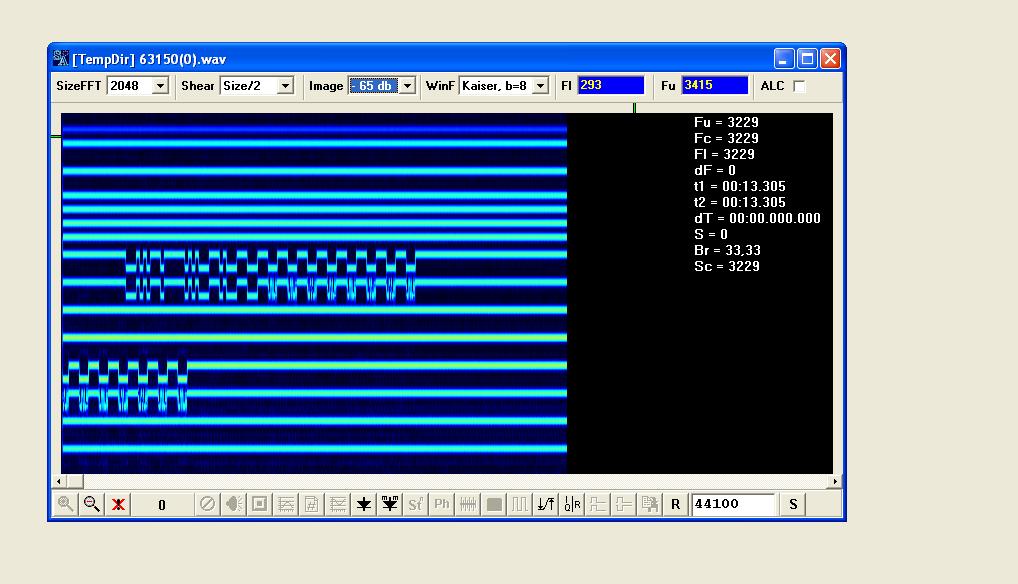 [TempDir] 63150(0).wav
SizeFFT 2048 Shear Size/2 Image - 65 db WinF Kaiser, b=8 Fl 293 Fu 3415 ALC
Fu = 3229
Fc = 3229
Fl = 3229
dF = 0
t1 = 00:13.305
t2 = 00:13.305
dT = 00:00.000.000
S = 0
Br = 33,33
Sc = 3229
0 Sf Ph R 44100 S